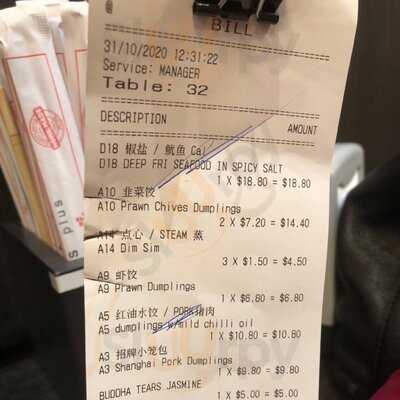 BILL
31/10/2020 12:31:22
Service: MANAGER
Table: 32
DESCRIPTION
AMOUNT
D18 椒盐 / 鱿鱼 Cal
D18 DEEP FRI SEAFOOD IN SPICY SALT
1 X $18.80 = $18.80
A10 韭菜饺
A10 Prawn Chives Dumplings
2 X $7.20 = $14.40
A14 点心 / STEAM 蒸
A14 Dim Sim
3 X $1.50 = $4.50
A9 虾饺
A9 Prawn Dumplings
1 X $6.80 = $6.80
A5 红油水饺 / PORK猪肉
A5 dumplings w/mild chilli oil
1 X $10.80 = $10.80
A3 招牌小笼包
A3 Shanghai Pork Dumplings
1 X $9.80 = $9.80
BUDDHA TEARS JASMINE
1 X $5.00 = $5.00
s plus